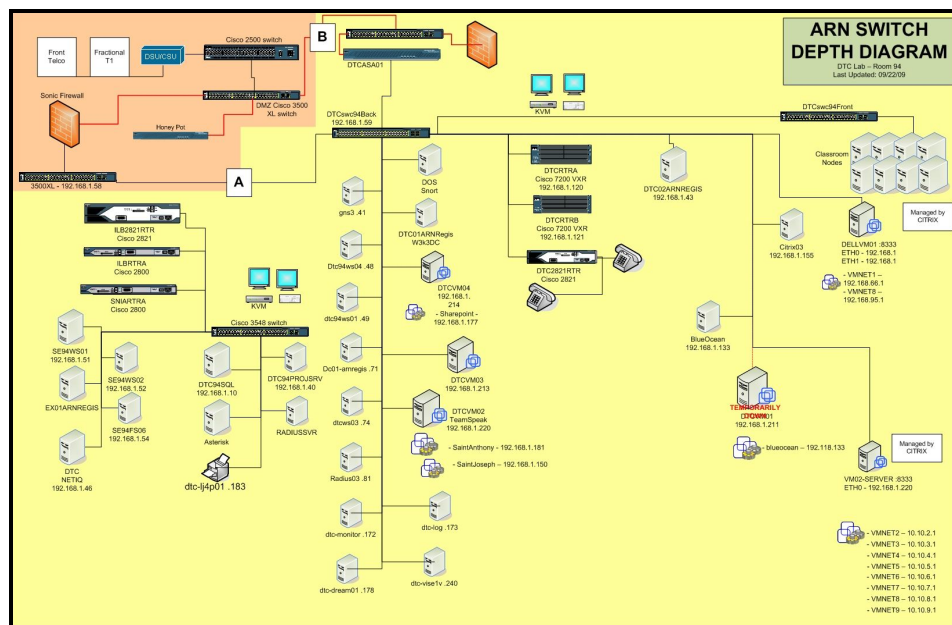 ARN SWITCH
DEPTH DIAGRAM
DTC Lab – Room 94
Last Updated: 09/22/09
Front
Telco
Fractional
T1
DSU/CSU
Cisco 2500 switch
B
DTCASA01
Sonic Firewall
DMZ Cisco 3500
XL switch
Honey Pot
3500XL - 192.168.1.58
A
DTCswc94Back
192.168.1.59
KVM
DTCswc94Front
Classroom
Nodes
Managed by
CITRIX
DELLVM01 :8333
ETH0 - 192.168.1
ETH1 - 192.168.1
- VMNET1 –
192.168.66.1
- VMNET8 –
192.168.95.1
DOS
Snort
gns3 .41
DTC01ARNRegis
W3k3DC
Dtc94ws04 .48
DTCVM04
192.168.1.
214
- Sharepoint -
192.168.1.177
dtc94ws01 .49
Dc01-arnregis .71
DTCVM03
192.168.1.213
dtcws03 .74
DTCVM02
TeamSpeak
192.168.1.220
- SaintAnthony - 192.168.1.181
- SaintJoseph – 192.168.1.150
Radius03 .81
dtc-monitor .172
dtc-log .173
dtc-dream01 .178
dtc-vise1v .240
DTCRTRA
Cisco 7200 VXR
192.168.1.120
DTCRTRB
Cisco 7200 VXR
192.168.1.121
DTC2821RTR
Cisco 2821
DTC02ARNREGIS
192.168.1.43
Citrix03
192.168.1.155
BlueOcean
192.168.1.133
TEMPORARILY
DOWN
192.168.1.211
- blueocean – 192.118.133
Managed by
CITRIX
VM02-SERVER :8333
ETH0 - 192.168.1.220
- VMNET2 – 10.10.2.1
- VMNET3 – 10.10.3.1
- VMNET4 – 10.10.4.1
- VMNET5 – 10.10.5.1
- VMNET6 – 10.10.6.1
- VMNET7 – 10.10.7.1
- VMNET8 – 10.10.8.1
- VMNET9 – 10.10.9.1
ILB2821RTR
Cisco 2821
ILBRTRA
Cisco 2800
SNIARTRA
Cisco 2800
KVM
Cisco 3548 switch
SE94WS01
192.168.1.51
SE94WS02
192.168.1.52
EX01ARNREGIS
SE94FS06
192.168.1.54
DTC
NETIQ
192.168.1.46
DTC94SQL
192.168.1.10
DTC94PROJSRV
192.168.1.40
Asterisk
RADIUSSVR
dtc-lj4p01 .183